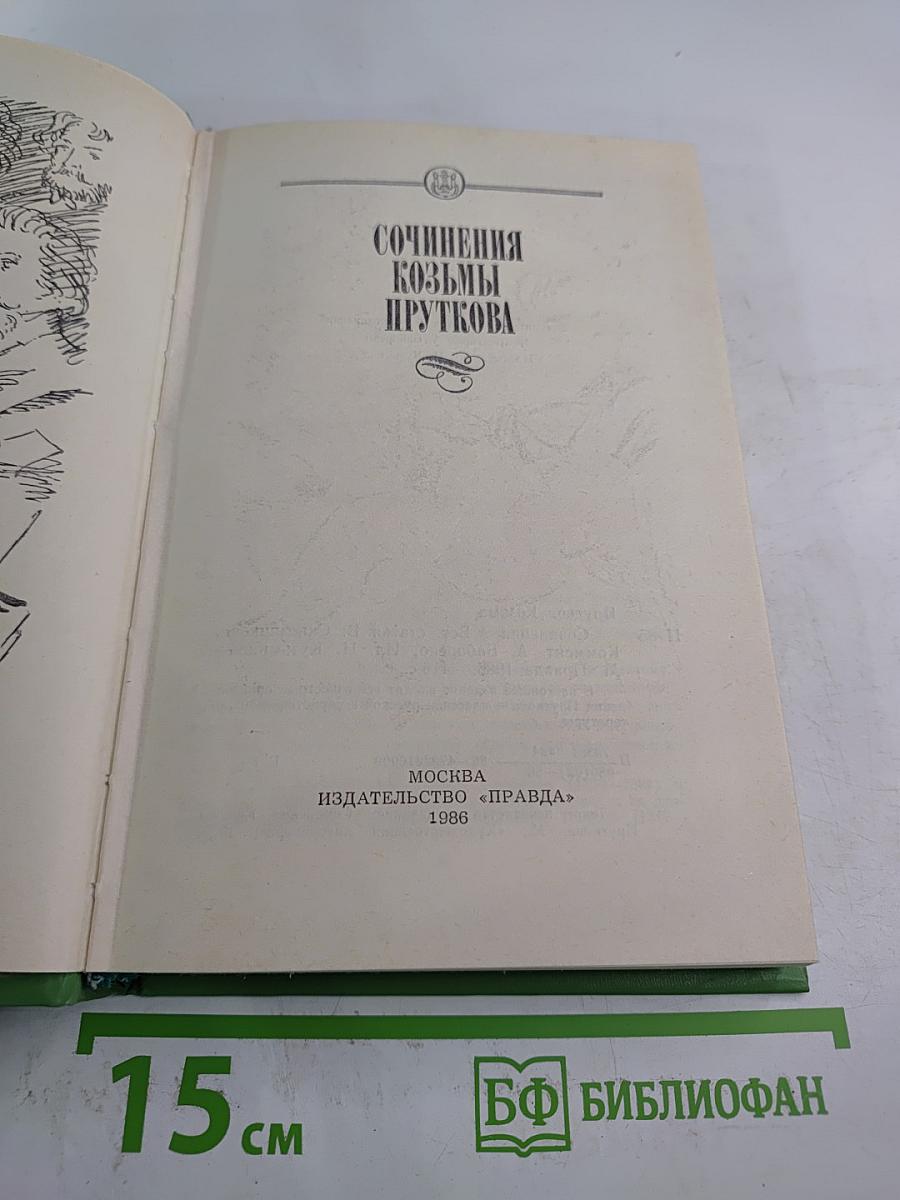 СОЧИНЕНИЯ
КОЗЬМЫ
ПРУТКОВА
МОСКВА
ИЗДАТЕЛЬСТВО «ПРАВДА»
1986
15 см
БФ БИБЛИОФАН